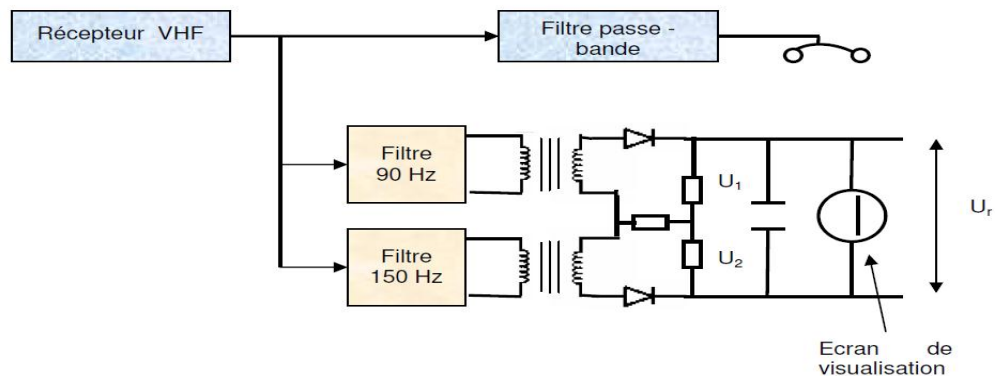 Récepteur VHF
Filtre passe -
bande
Filtre
90 Hz
U1
Ur
Filtre
150 Hz
U2
Ecran de
visualisation